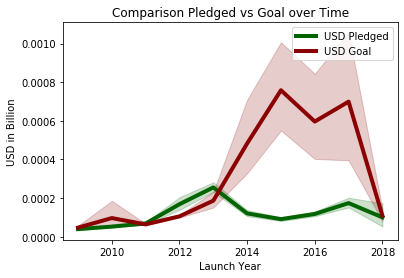 Comparison Pledged vs Goal over Time
USD Pledged
USD Goal
USD in Billion
0.0010
0.0008
0.0006
0.0004
0.0002
0.0000
2010
2012
2014
2016
2018
Launch Year